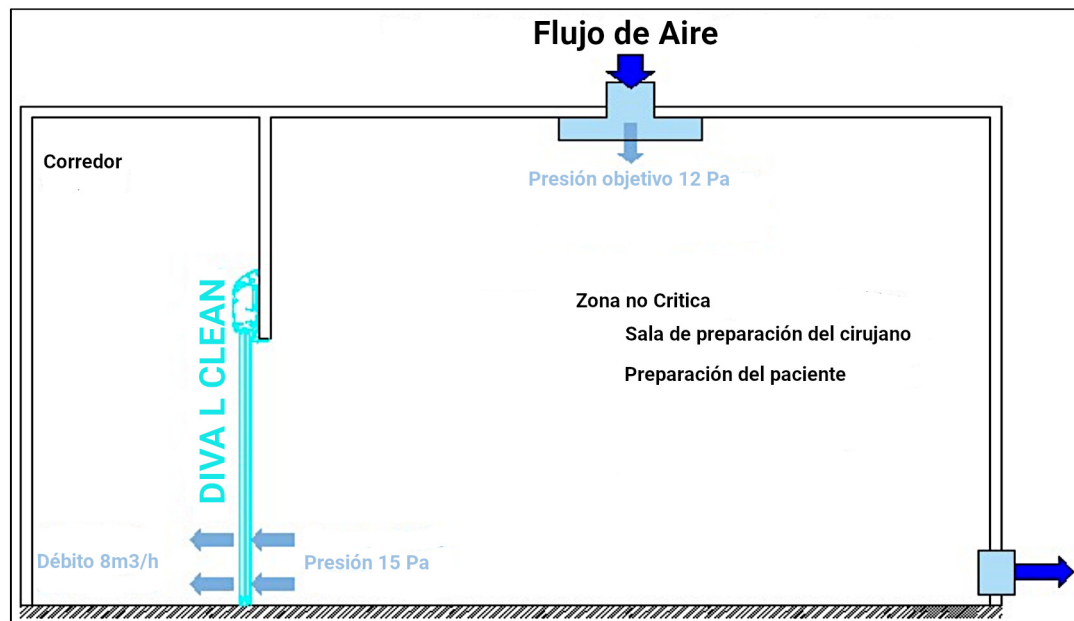 Flujo de Aire
Corredor
Presión objetivo 12 Pa
Zona no Critica
Sala de preparación del cirujano
Preparación del paciente
DIVA L CLEAN
Débito 8m3/h
Presión 15 Pa